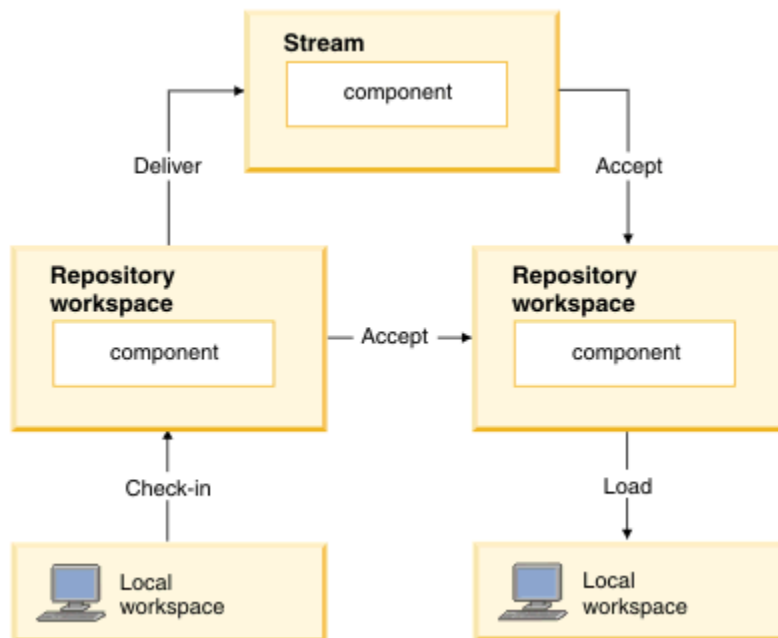 Stream
component
Deliver
Accept
Repository
workspace
component
Accept
Repository
workspace
component
Check-in
Load
Local
workspace
Local
workspace